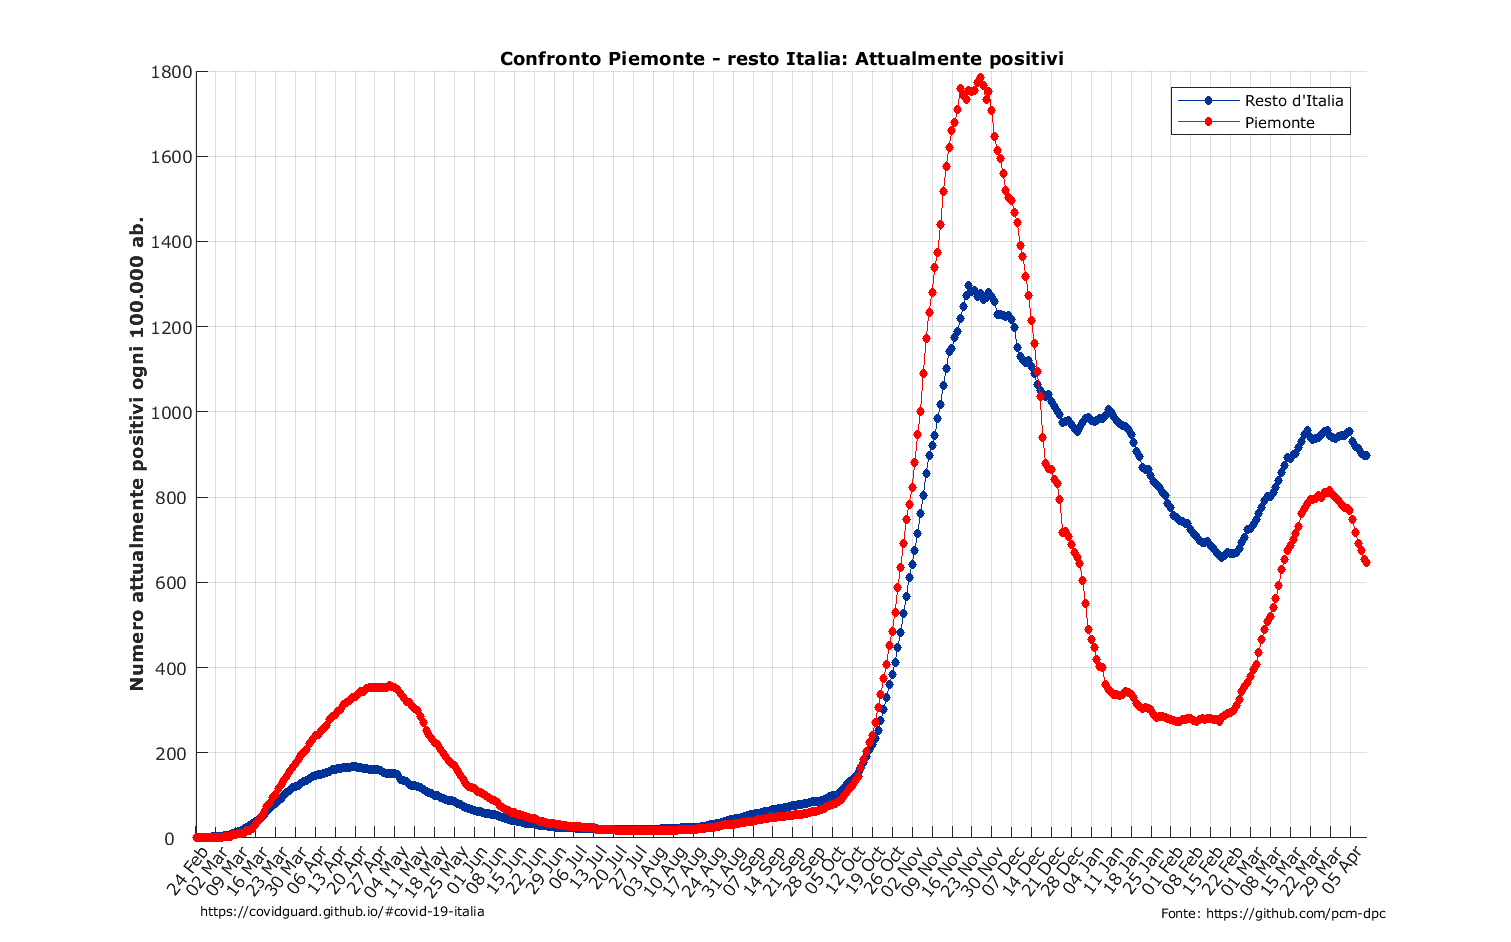 Confronto Piemonte - resto Italia: Attualmente positivi
Numero attualmente positivi ogni 100.000 ab.
1800
1600
1400
1200
1000
800
600
400
200
0
Resto d'Italia
Piemonte
24 Feb
02 Mar
09 Mar
16 Mar
23 Mar
30 Mar
06 Apr
13 Apr
20 Apr
27 Apr
04 May
11 May
18 May
25 May
01 Jun
08 Jun
15 Jun
22 Jun
29 Jun
06 Jul
13 Jul
20 Jul
27 Jul
03 Aug
10 Aug
17 Aug
24 Aug
31 Aug
07 Sep
14 Sep
21 Sep
28 Sep
05 Oct
12 Oct
19 Oct
26 Oct
02 Nov
09 Nov
16 Nov
23 Nov
30 Nov
07 Dec
14 Dec
21 Dec
28 Dec
04 Jan
11 Jan
18 Jan
25 Jan
01 Feb
08 Feb
15 Feb
22 Feb
01 Mar
08 Mar
15 Mar
22 Mar
29 Mar
05 Apr
https://covidguard.github.io/#covid-19-italia
Fonte: https://github.com/pcm-dpc